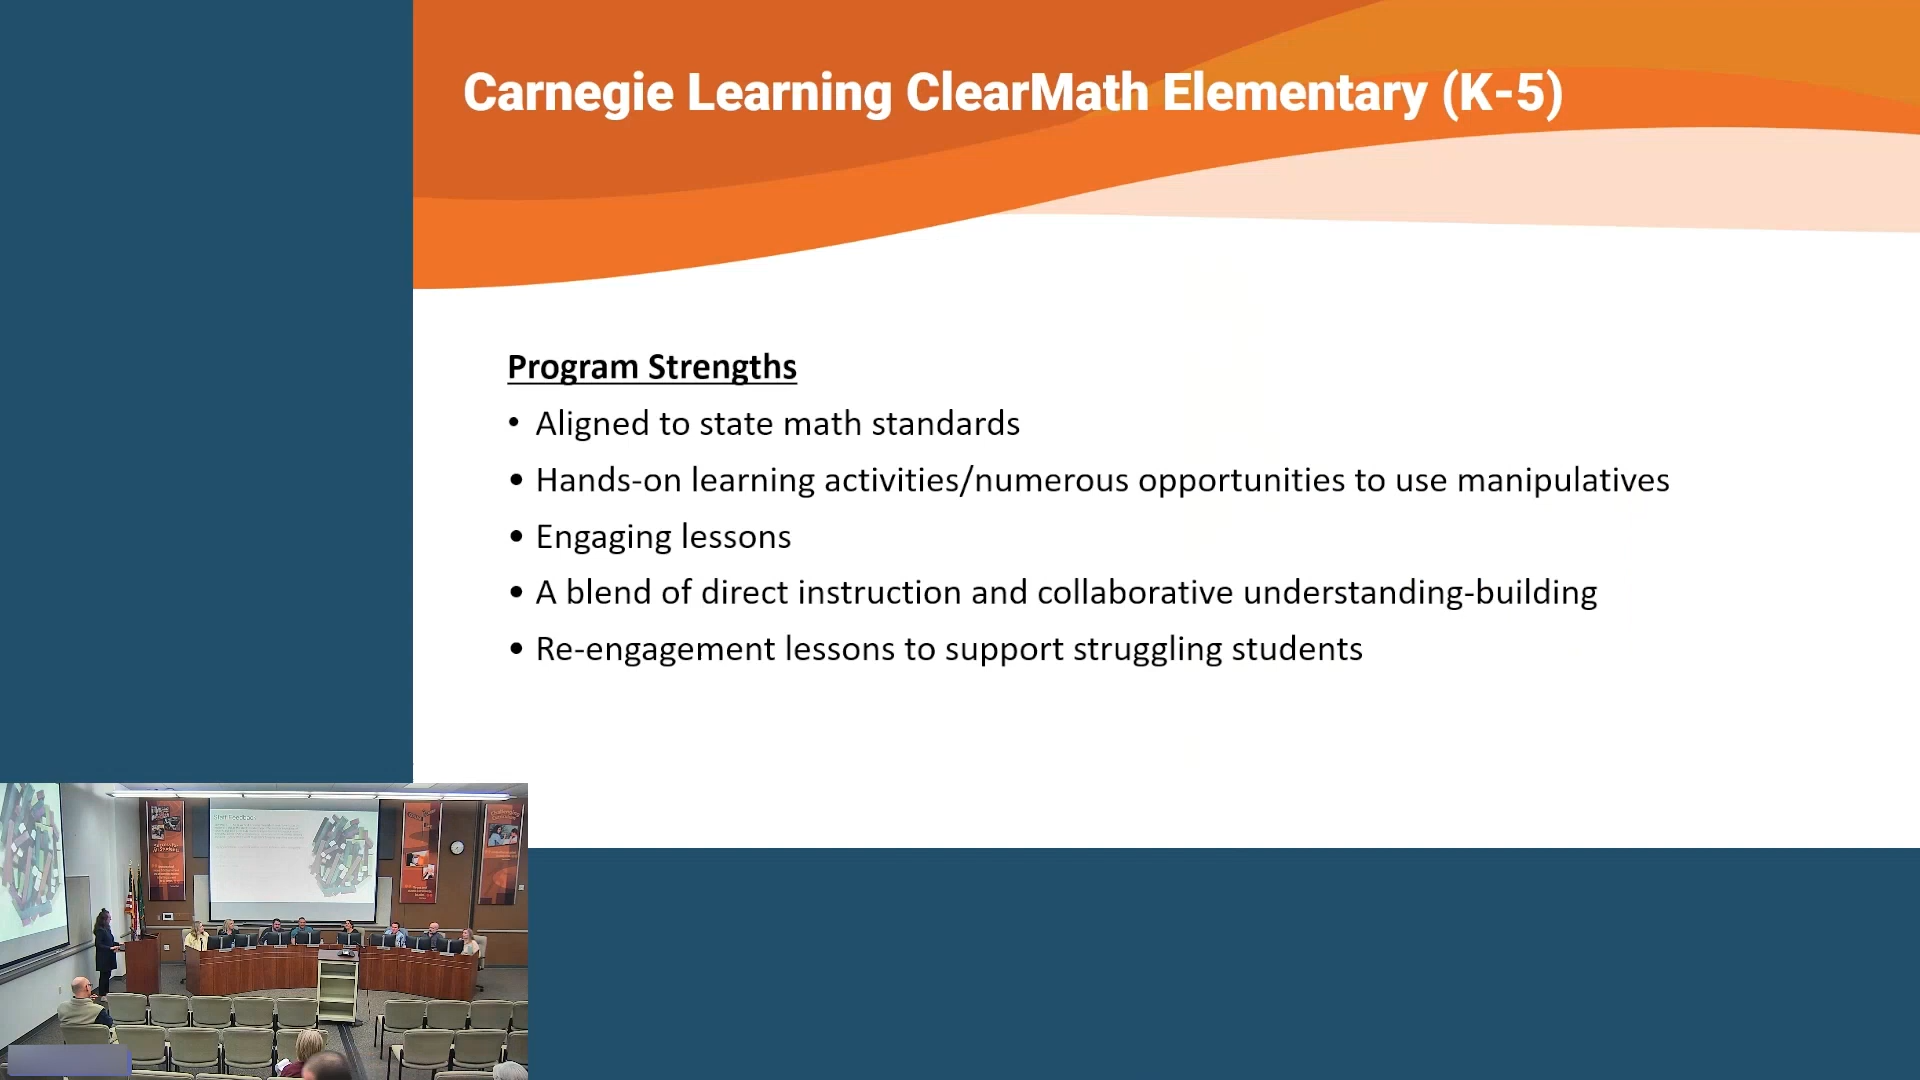 Carnegie Learning ClearMath Elementary (K-5)
Program Strengths
• Aligned to state math standards
• Hands-on learning activities/numerous opportunities to use manipulatives
• Engaging lessons
• A blend of direct instruction and collaborative understanding-building
• Re-engagement lessons to support struggling students
Staff Feedback